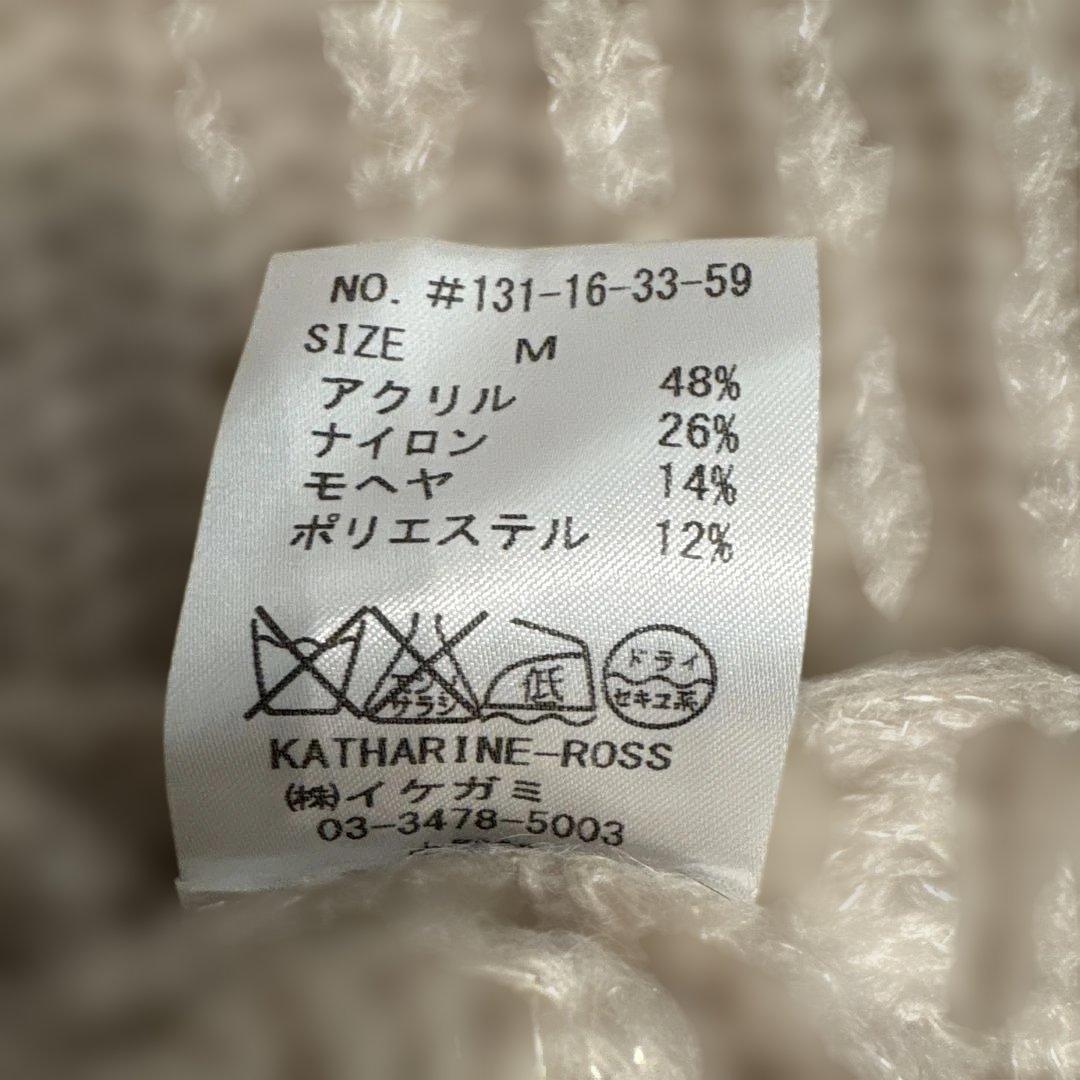 NO. #131-16-33-59
SIZE M
アクリル 48%
ナイロン 26%
モヘヤ 14%
ポリエステル 12%
エンソ サラシ
低
ドライ
セキユ系
KATHARINE-ROSS
㈱イケガミ
03-3478-5003